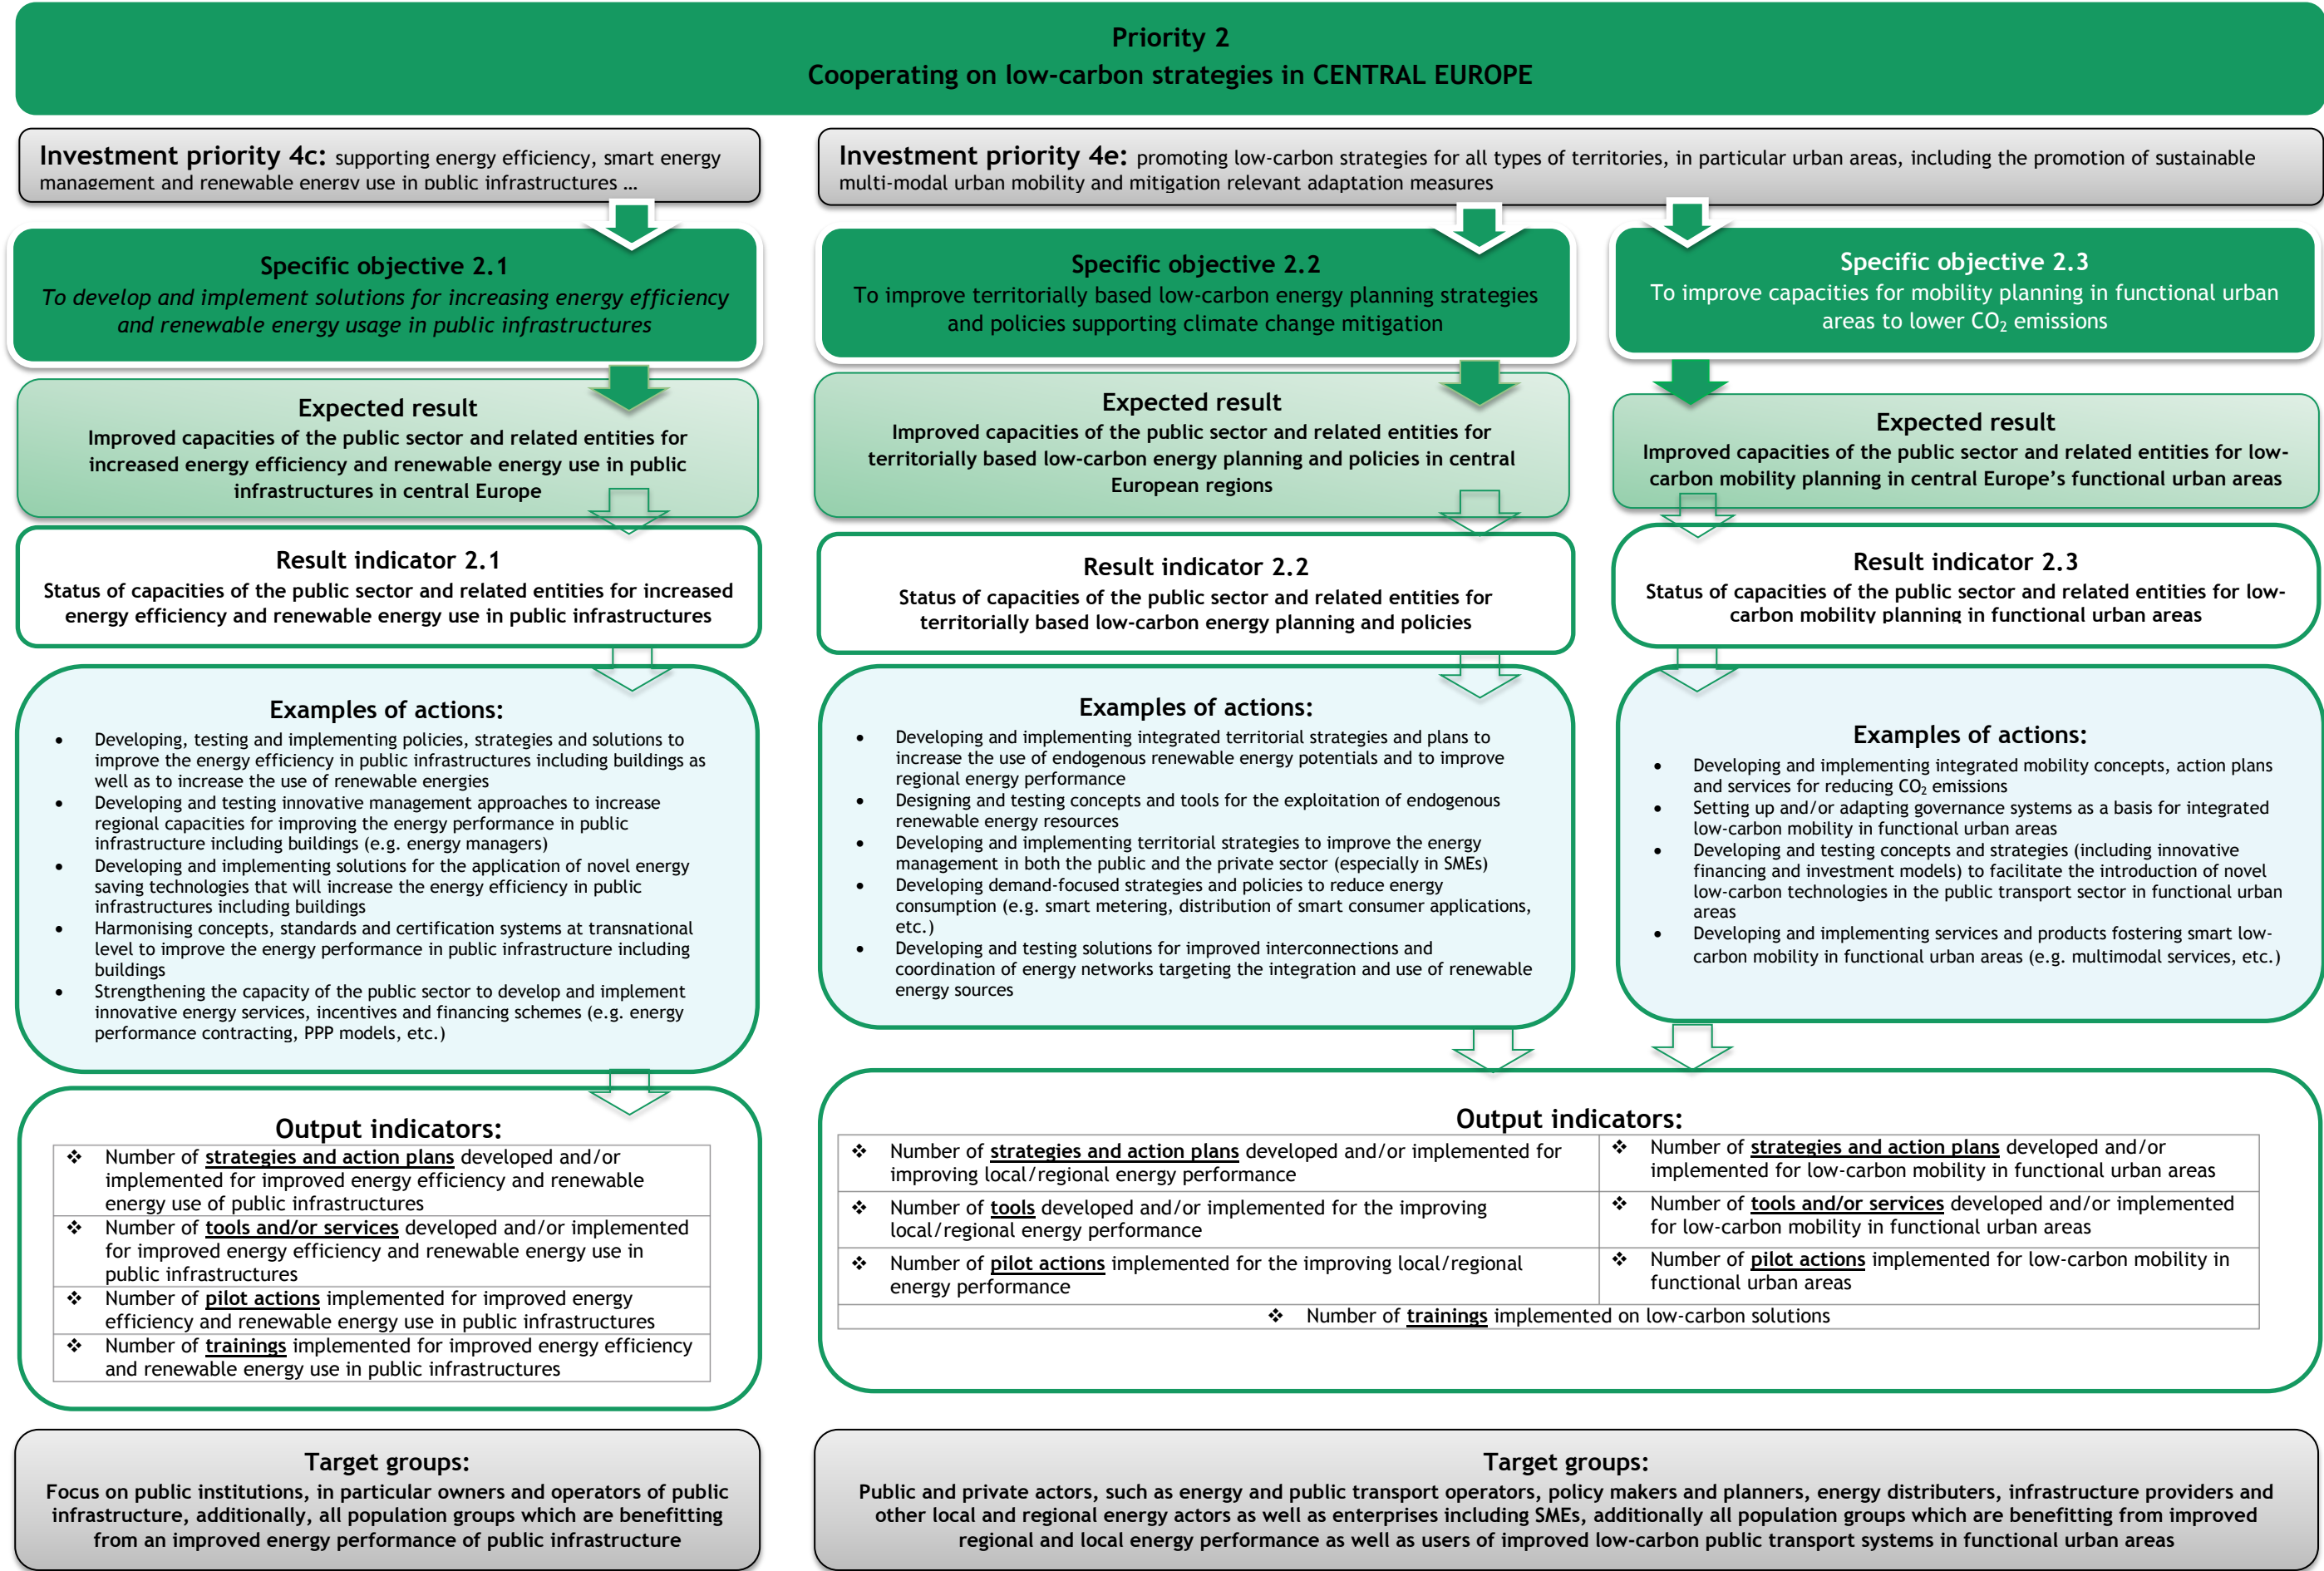 Priority 2
Cooperating on low-carbon strategies in CENTRAL EUROPE
Investment priority 4c: supporting energy efficiency, smart energy
management and renewable energy use in public infrastructures …
Investment priority 4e: promoting low-carbon strategies for all types of territories, in particular urban areas, including the promotion of sustainable
multi-modal urban mobility and mitigation relevant adaptation measures
Specific objective 2.1
To develop and implement solutions for increasing energy efficiency
and renewable energy usage in public infrastructures
Specific objective 2.2
To improve territorially based low-carbon energy planning strategies
and policies supporting climate change mitigation
Specific objective 2.3
To improve capacities for mobility planning in functional urban
areas to lower CO₂ emissions
Expected result
Improved capacities of the public sector and related entities for
increased energy efficiency and renewable energy use in public
infrastructures in central Europe
Expected result
Improved capacities of the public sector and related entities for
territorially based low-carbon energy planning and policies in central
European regions
Expected result
Improved capacities of the public sector and related entities for low-
carbon mobility planning in central Europe’s functional urban areas
Result indicator 2.1
Status of capacities of the public sector and related entities for increased
energy efficiency and renewable energy use in public infrastructures
Result indicator 2.2
Status of capacities of the public sector and related entities for
territorially based low-carbon energy planning and policies
Result indicator 2.3
Status of capacities of the public sector and related entities for low-
carbon mobility planning in functional urban areas
Examples of actions:
• Developing, testing and implementing policies, strategies and solutions to
improve the energy efficiency in public infrastructures including buildings as
well as to increase the use of renewable energies
• Developing and testing innovative management approaches to increase
regional capacities for improving the energy performance in public
infrastructure including buildings (e.g. energy managers)
• Developing and implementing solutions for the application of novel energy
saving technologies that will increase the energy efficiency in public
infrastructures including buildings
• Harmonising concepts, standards and certification systems at transnational
level to improve the energy performance in public infrastructure including
buildings
• Strengthening the capacity of the public sector to develop and implement
innovative energy services, incentives and financing schemes (e.g. energy
performance contracting, PPP models, etc.)
Examples of actions:
• Developing and implementing integrated territorial strategies and plans to
increase the use of endogenous renewable energy potentials and to improve
regional energy performance
• Designing and testing concepts and tools for the exploitation of endogenous
renewable energy resources
• Developing and implementing territorial strategies to improve the energy
management in both the public and the private sector (especially in SMEs)
• Developing demand-focused strategies and policies to reduce energy
consumption (e.g. smart metering, distribution of smart consumer applications,
etc.)
• Developing and testing solutions for improved interconnections and
coordination of energy networks targeting the integration and use of renewable
energy sources
Examples of actions:
• Developing and implementing integrated mobility concepts, action plans
and services for reducing CO₂ emissions
• Setting up and/or adapting governance systems as a basis for integrated
low-carbon mobility in functional urban areas
• Developing and testing concepts and strategies (including innovative
financing and investment models) to facilitate the introduction of novel
low-carbon technologies in the public transport sector in functional urban
areas
• Developing and implementing services and products fostering smart low-
carbon mobility in functional urban areas (e.g. multimodal services, etc.)
Output indicators:
❖ Number of strategies and action plans developed and/or
implemented for improved energy efficiency and renewable
energy use of public infrastructures
❖ Number of tools and/or services developed and/or implemented
for improved energy efficiency and renewable energy use in
public infrastructures
❖ Number of pilot actions implemented for improved energy
efficiency and renewable energy use in public infrastructures
❖ Number of trainings implemented for improved energy efficiency
and renewable energy use in public infrastructures
Output indicators:
❖ Number of strategies and action plans developed and/or implemented for
improving local/regional energy performance
❖ Number of strategies and action plans developed and/or
implemented for low-carbon mobility in functional urban areas
❖ Number of tools developed and/or implemented for the improving
local/regional energy performance
❖ Number of tools and/or services developed and/or implemented
for low-carbon mobility in functional urban areas
❖ Number of pilot actions implemented for the improving local/regional
energy performance
❖ Number of pilot actions implemented for low-carbon mobility in
functional urban areas
❖ Number of trainings implemented on low-carbon solutions
Target groups:
Focus on public institutions, in particular owners and operators of public
infrastructure, additionally, all population groups which are benefitting
from an improved energy performance of public infrastructure
Target groups:
Public and private actors, such as energy and public transport operators, policy makers and planners, energy distributers, infrastructure providers and
other local and regional energy actors as well as enterprises including SMEs, additionally all population groups which are benefitting from improved
regional and local energy performance as well as users of improved low-carbon public transport systems in functional urban areas